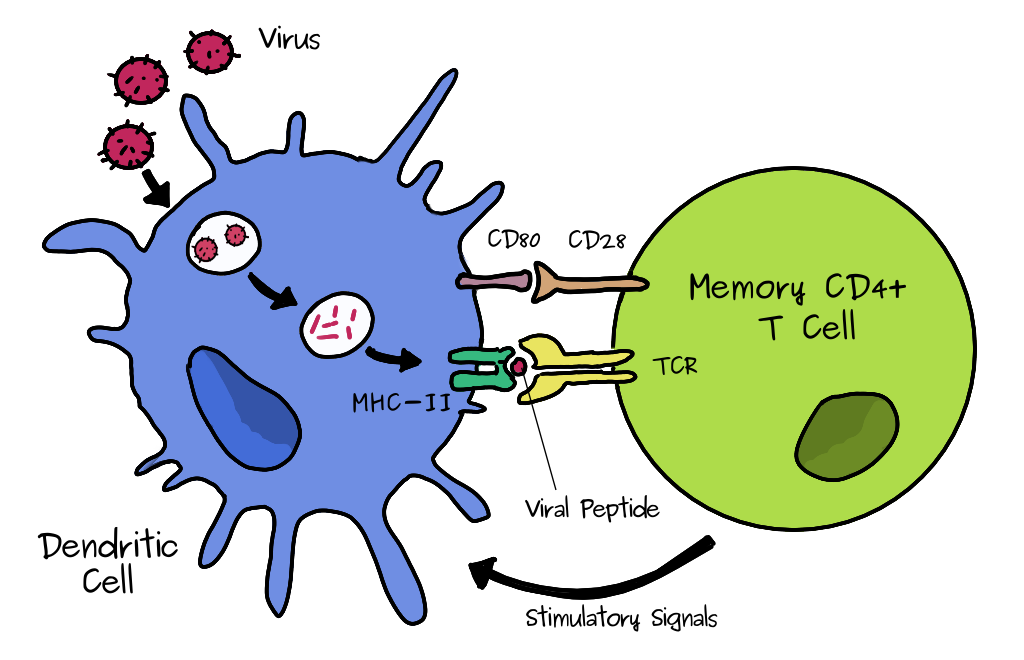 Virus
CD80 CD28
Memory CD4+
T Cell
TCR
MHC-II
Viral Peptide
Dendritic
Cell
Stimulatory Signals